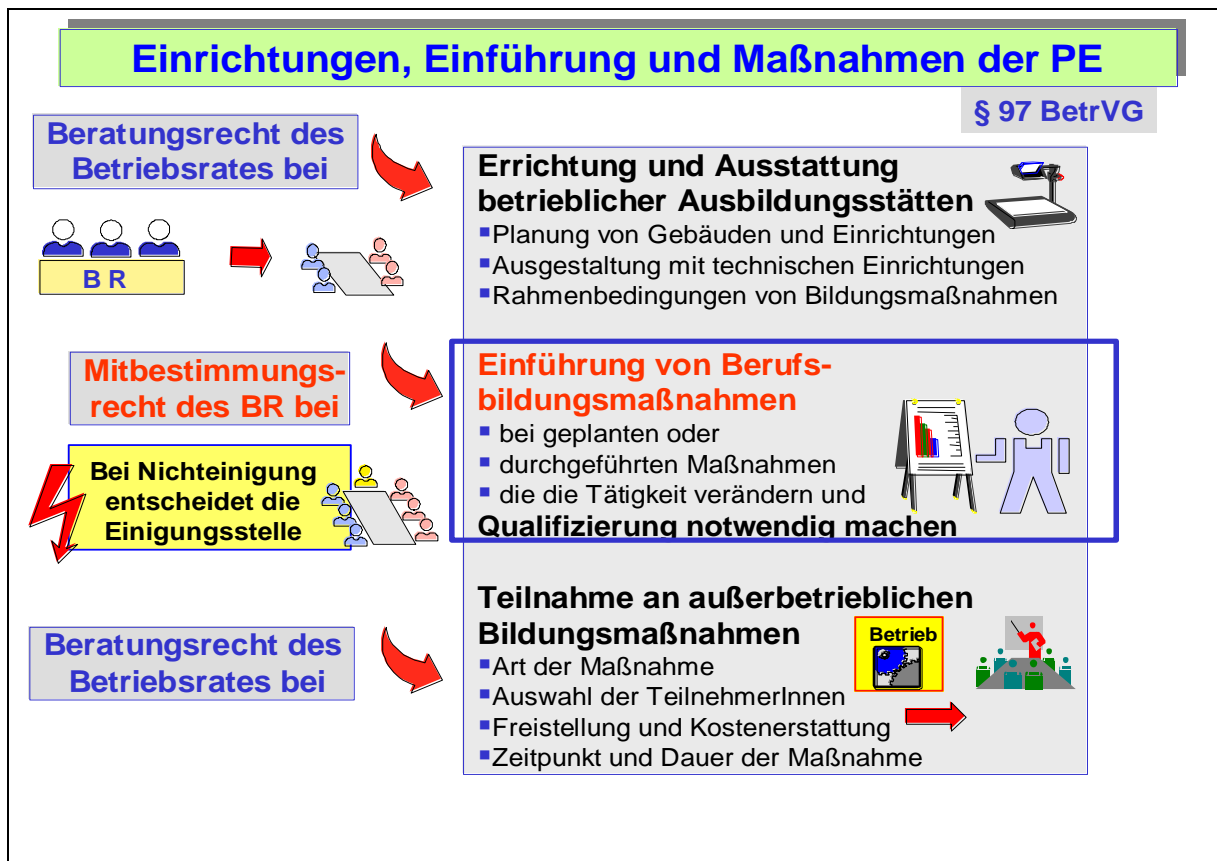 Einrichtungen, Einführung und Maßnahmen der PE
§ 97 BetrVG
Beratungsrecht des
Betriebsrates bei
B R
Errichtung und Ausstattung
betrieblicher Ausbildungsstätten
▪Planung von Gebäuden und Einrichtungen
▪Ausgestaltung mit technischen Einrichtungen
▪Rahmenbedingungen von Bildungsmaßnahmen
Mitbestimmungs-
recht des BR bei
Bei Nichteinigung
entscheidet die
Einigungsstelle
Einführung von Berufs-
bildungsmaßnahmen
▪ bei geplanten oder
▪ durchgeführten Maßnahmen
▪ die die Tätigkeit verändern und
Qualifizierung notwendig machen
Beratungsrecht des
Betriebsrates bei
Teilnahme an außerbetrieblichen
Bildungsmaßnahmen
Betrieb
▪Art der Maßnahme
▪Auswahl der TeilnehmerInnen
▪Freistellung und Kostenerstattung
▪Zeitpunkt und Dauer der Maßnahme